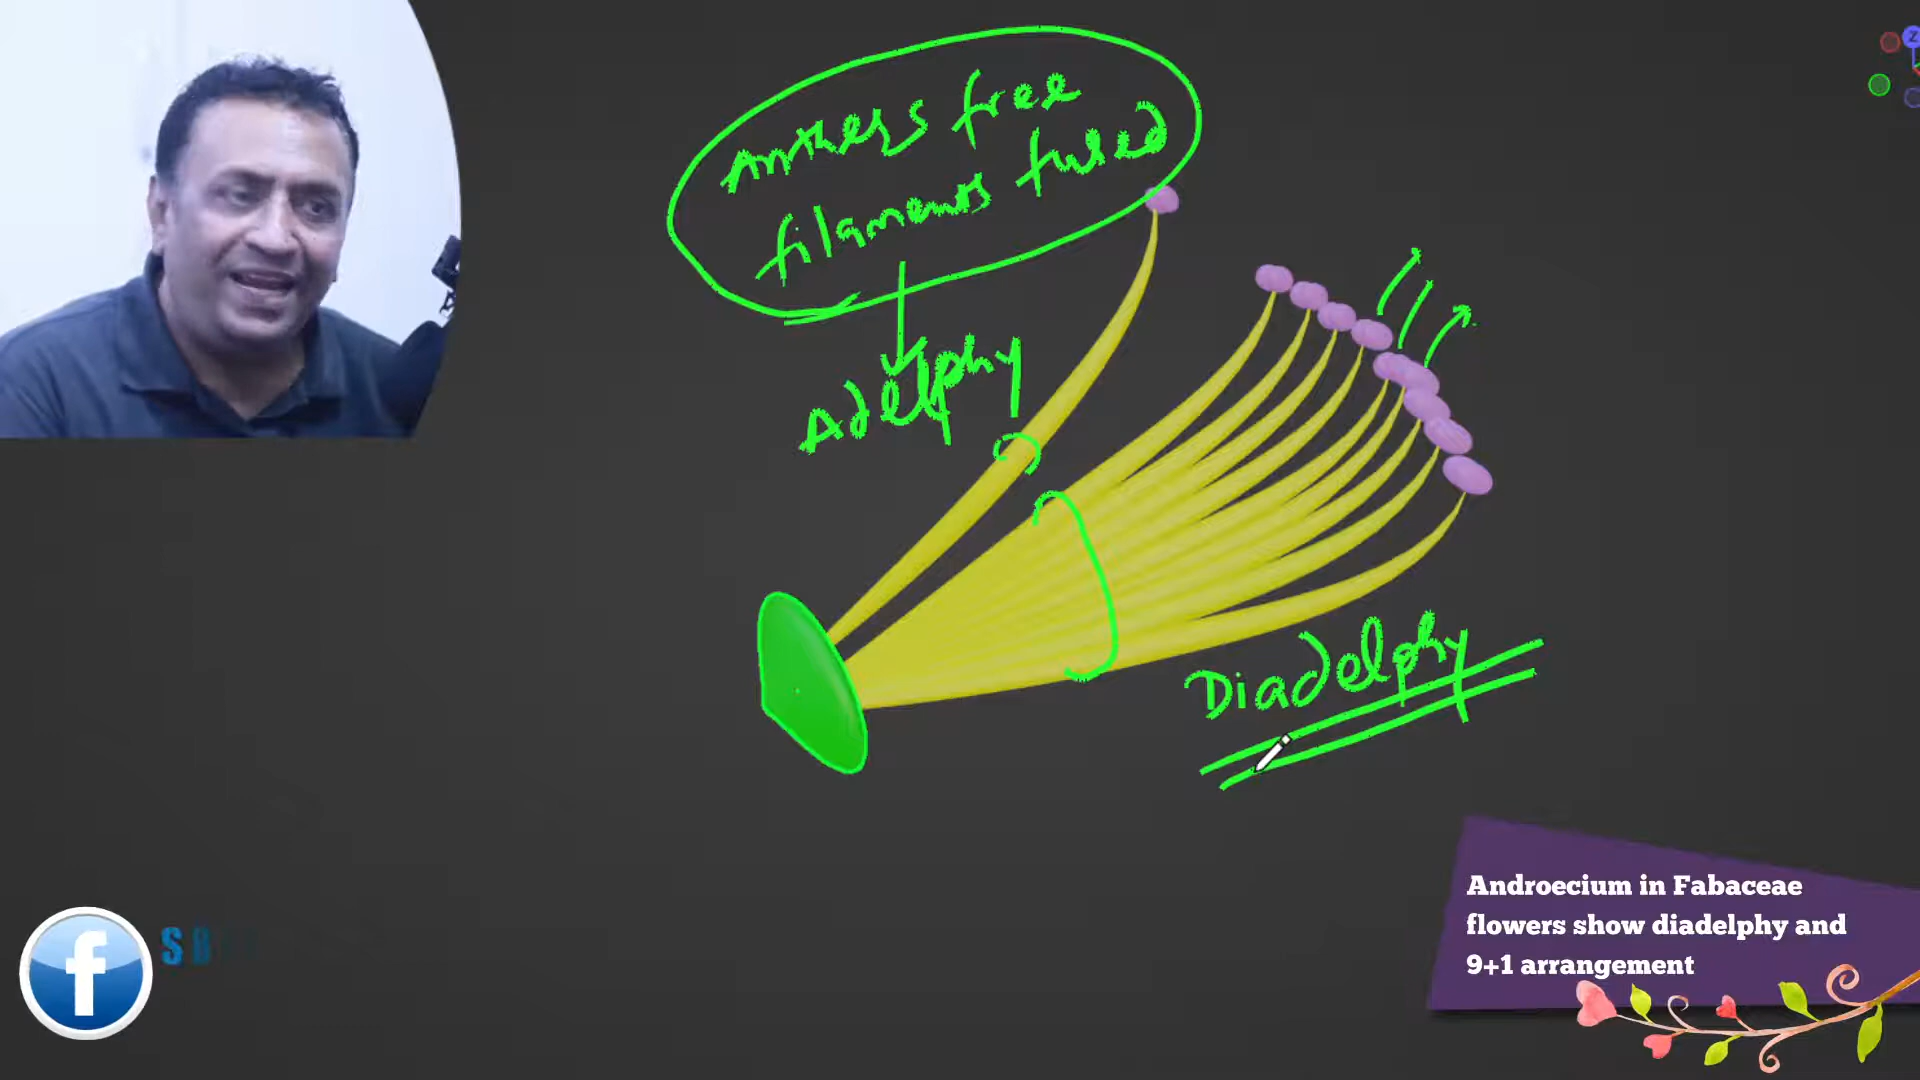 Anthers free
filaments fused
Adelphy
Diadelphy
Androecium in Fabaceae
flowers show diadelphy and
9+1 arrangement
f
Z